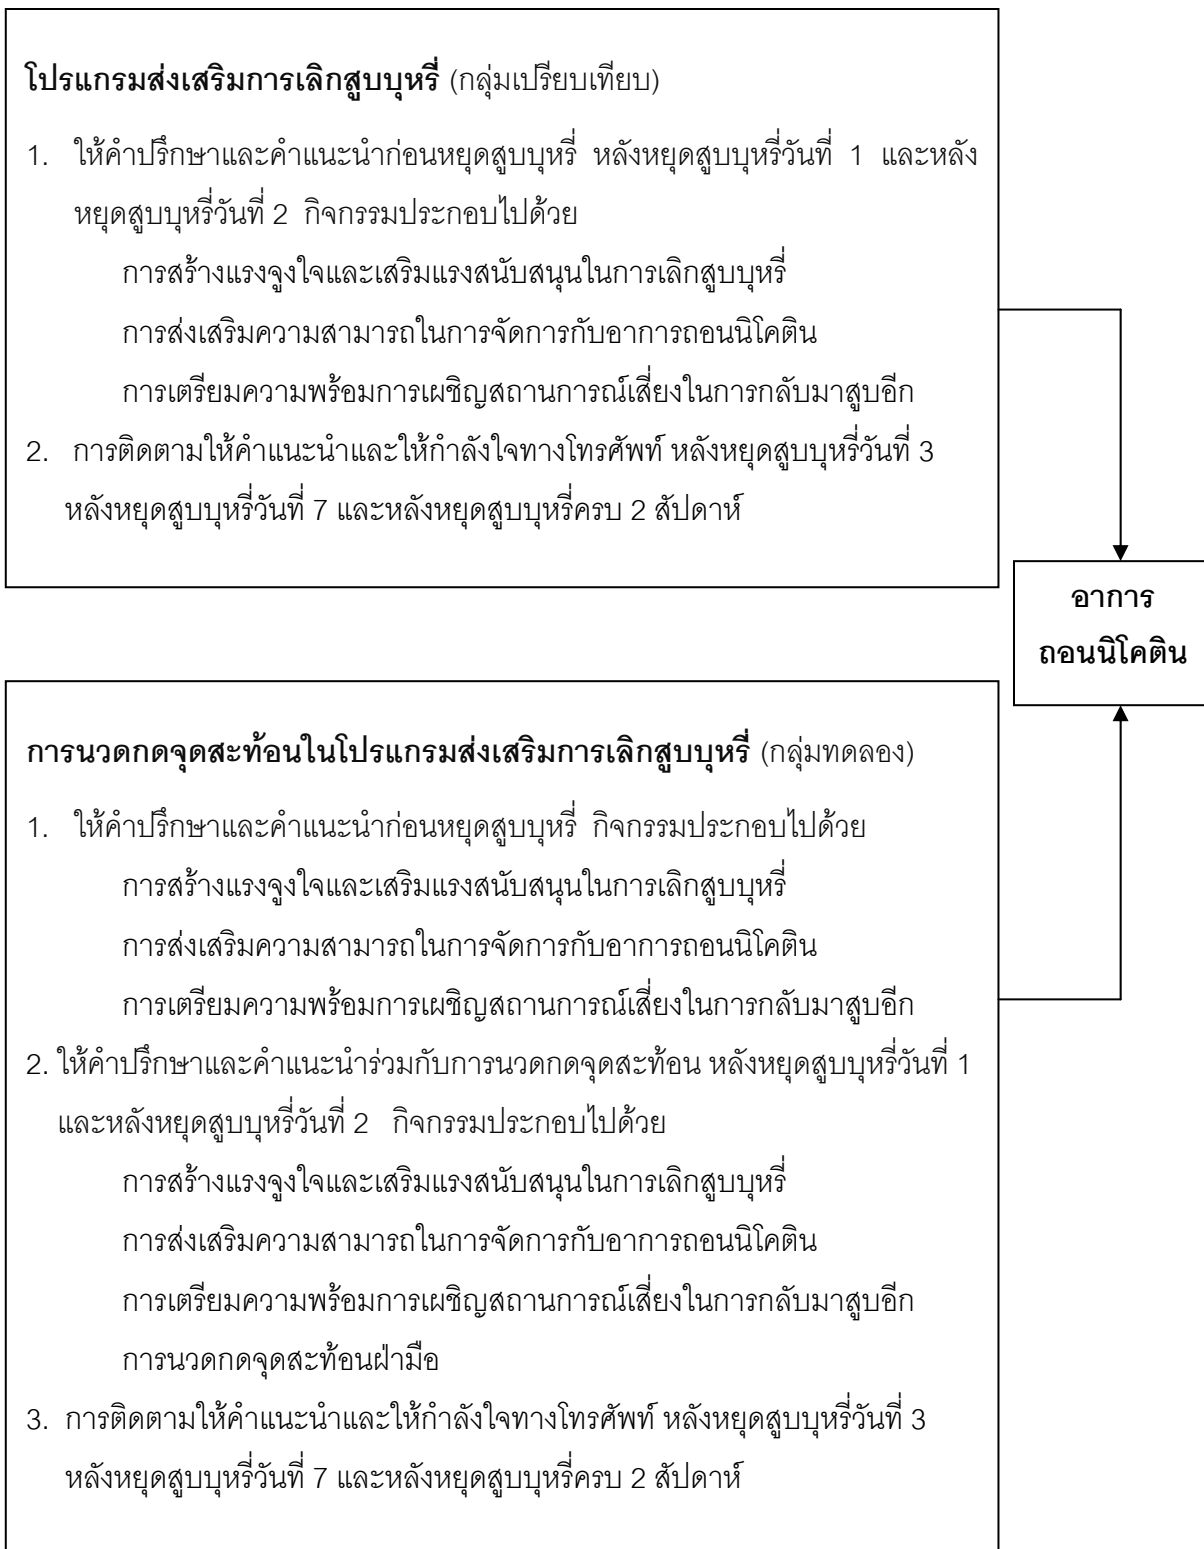 โปรแกรมส่งเสริมการเลิกสูบบุหรี่ (กลุ่มเปรียบเทียบ)
1. ให้คำปรึกษาและคำแนะนำก่อนหยุดสูบบุหรี่ หลังหยุดสูบบุหรี่วันที่ 1 และหลัง
หยุดสูบบุหรี่วันที่ 2 กิจกรรมประกอบไปด้วย
การสร้างแรงจูงใจและเสริมแรงสนับสนุนในการเลิกสูบบุหรี่
การส่งเสริมความสามารถในการจัดการกับอาการถอนนิโคติน
การเตรียมความพร้อมการเผชิญสถานการณ์เสี่ยงในการกลับมาสูบอีก
2. การติดตามให้คำแนะนำและให้กำลังใจทางโทรศัพท์ หลังหยุดสูบบุหรี่วันที่ 3
หลังหยุดสูบบุหรี่วันที่ 7 และหลังหยุดสูบบุหรี่ครบ 2 สัปดาห์
อาการ
ถอนนิโคติน
การนวดกดจุดสะท้อนในโปรแกรมส่งเสริมการเลิกสูบบุหรี่ (กลุ่มทดลอง)
1. ให้คำปรึกษาและคำแนะนำก่อนหยุดสูบบุหรี่ กิจกรรมประกอบไปด้วย
การสร้างแรงจูงใจและเสริมแรงสนับสนุนในการเลิกสูบบุหรี่
การส่งเสริมความสามารถในการจัดการกับอาการถอนนิโคติน
การเตรียมความพร้อมการเผชิญสถานการณ์เสี่ยงในการกลับมาสูบอีก
2. ให้คำปรึกษาและคำแนะนำร่วมกับการนวดกดจุดสะท้อน หลังหยุดสูบบุหรี่วันที่ 1
และหลังหยุดสูบบุหรี่วันที่ 2 กิจกรรมประกอบไปด้วย
การสร้างแรงจูงใจและเสริมแรงสนับสนุนในการเลิกสูบบุหรี่
การส่งเสริมความสามารถในการจัดการกับอาการถอนนิโคติน
การเตรียมความพร้อมการเผชิญสถานการณ์เสี่ยงในการกลับมาสูบอีก
การนวดกดจุดสะท้อนฝ่ามือ
3. การติดตามให้คำแนะนำและให้กำลังใจทางโทรศัพท์ หลังหยุดสูบบุหรี่วันที่ 3
หลังหยุดสูบบุหรี่วันที่ 7 และหลังหยุดสูบบุหรี่ครบ 2 สัปดาห์